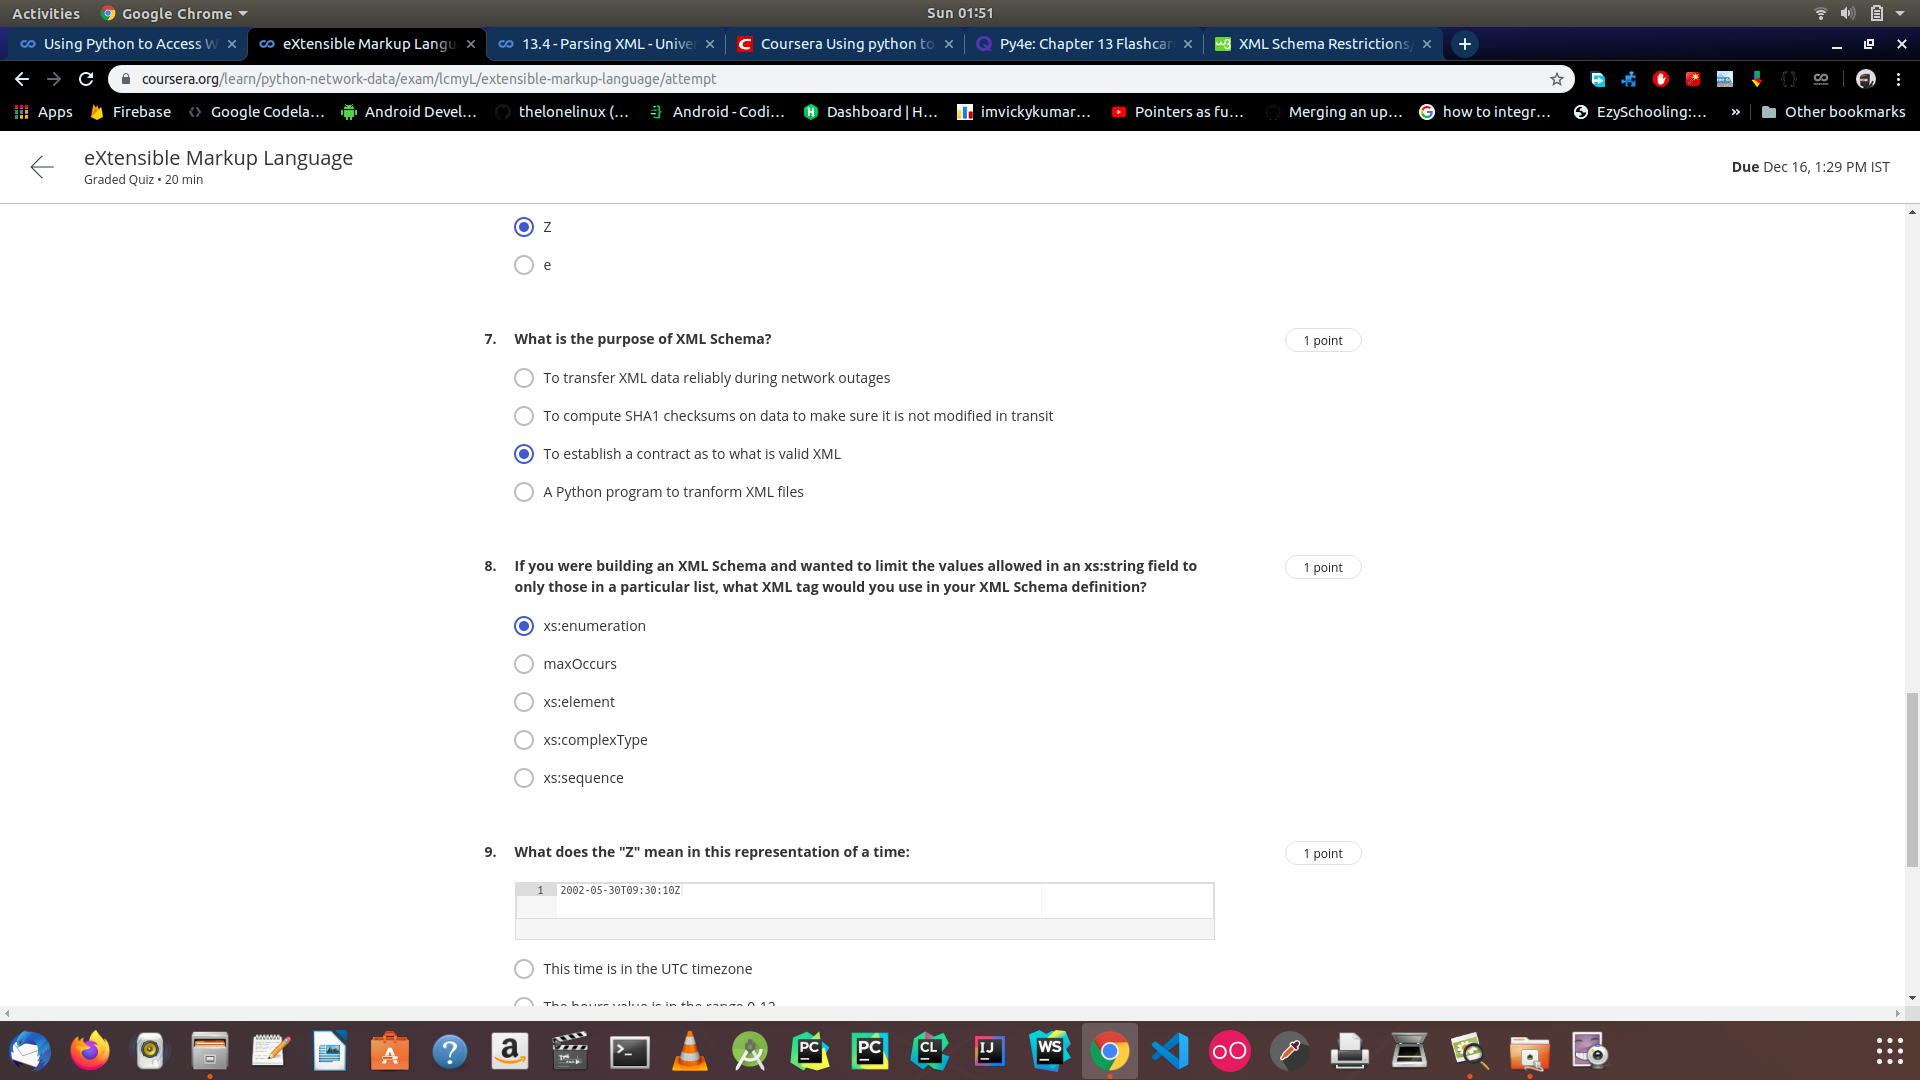 Activities
Google Chrome
Sun 01:51
Using Python to Access W
eXtensible Markup Langu
13.4 - Parsing XML - Unive
Coursera Using python to
Py4e: Chapter 13 Flashcar
XML Schema Restrictions/
coursera.org/learn/python-network-data/exam/lcmyL/extensible-markup-language/attempt
Apps
Firebase
Google Codela...
Android Devel...
thelonelinux (...
Android - Codi...
Dashboard | H...
imvickykumar...
Pointers as fu...
Merging an up...
how to integr...
EzySchooling:...
»
Other bookmarks
eXtensible Markup Language
Graded Quiz • 20 min
Due Dec 16, 1:29 PM IST
Z
e
7. What is the purpose of XML Schema?
1 point
To transfer XML data reliably during network outages
To compute SHA1 checksums on data to make sure it is not modified in transit
To establish a contract as to what is valid XML
A Python program to tranform XML files
8. If you were building an XML Schema and wanted to limit the values allowed in an xs:string field to
only those in a particular list, what XML tag would you use in your XML Schema definition?
1 point
xs:enumeration
maxOccurs
xs:element
xs:complexType
xs:sequence
9. What does the "Z" mean in this representation of a time:
1 point
1 2002-05-30T09:30:10Z
This time is in the UTC timezone
The hours value is in the range 0-12